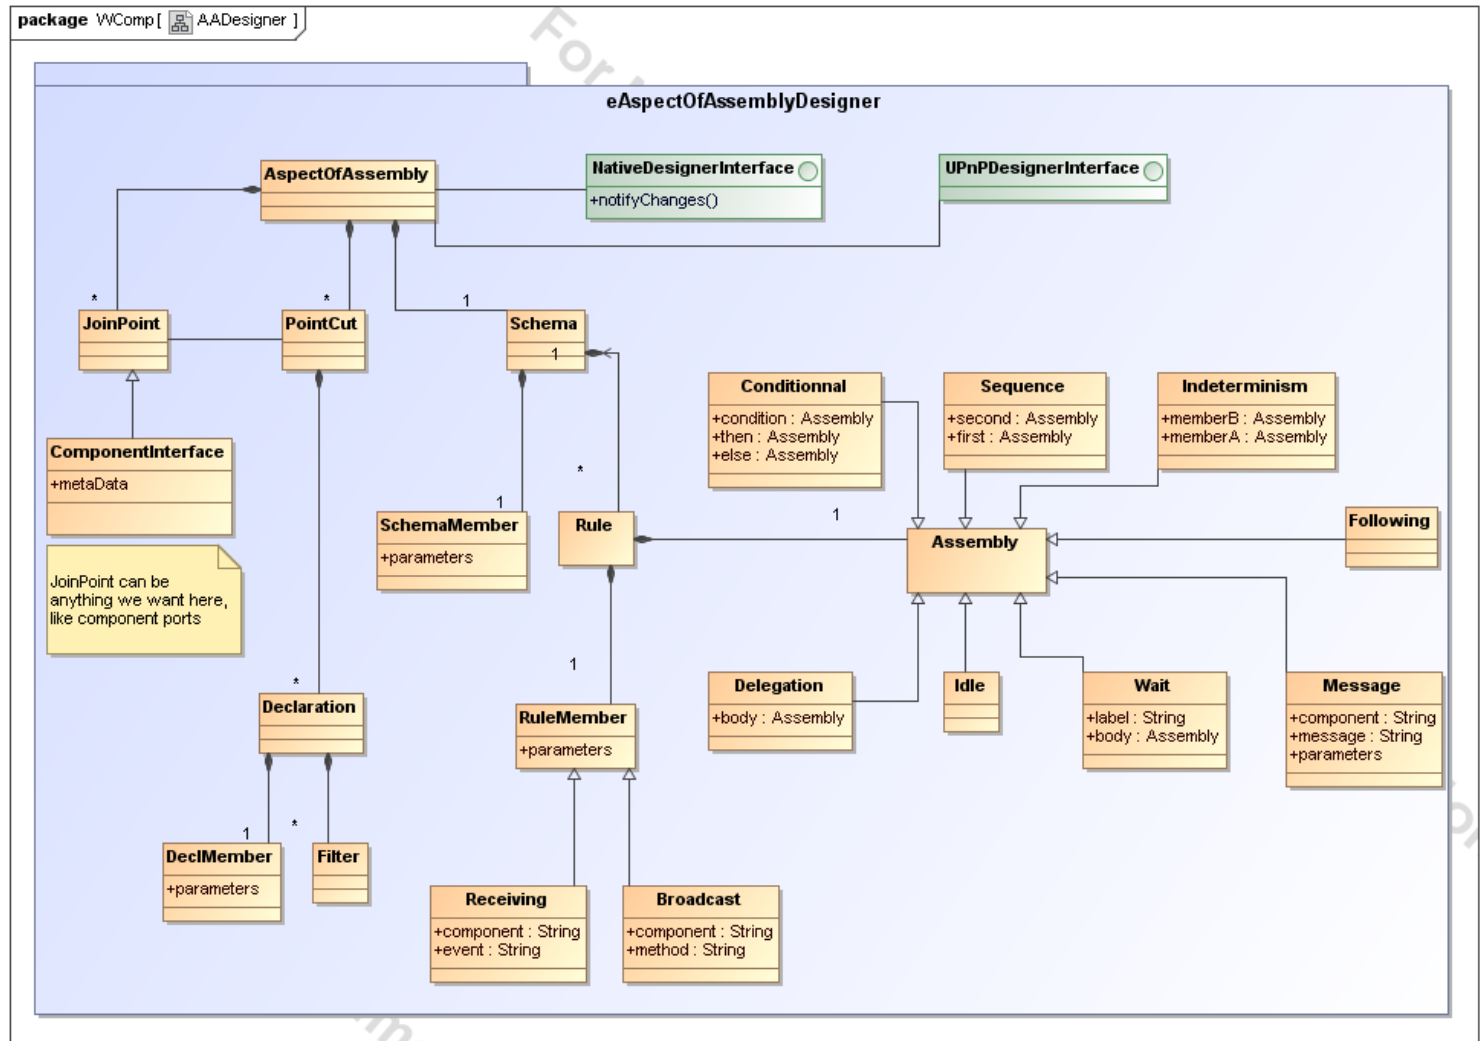 package WComp[ AADesigner ]
For
eAspectOfAssemblyDesigner
AspectOfAssembly
NativeDesignerInterface
+notifyChanges()
UPnPDesignerInterface
*
*
1
JoinPoint
PointCut
Schema
1
Conditionnal
+condition : Assembly
+then : Assembly
+else : Assembly
Sequence
+second : Assembly
+first : Assembly
Indeterminism
+memberB : Assembly
+memberA : Assembly
ComponentInterface
+metaData
*
1
1
SchemaMember
+parameters
Rule
Assembly
Following
JoinPoint can be
anything we want here,
like component ports
*
1
Declaration
RuleMember
+parameters
Delegation
+body : Assembly
Idle
Wait
+label : String
+body : Assembly
Message
+component : String
+message : String
+parameters
1
*
DeclMember
+parameters
Filter
Receiving
+component : String
+event : String
Broadcast
+component : String
+method : String